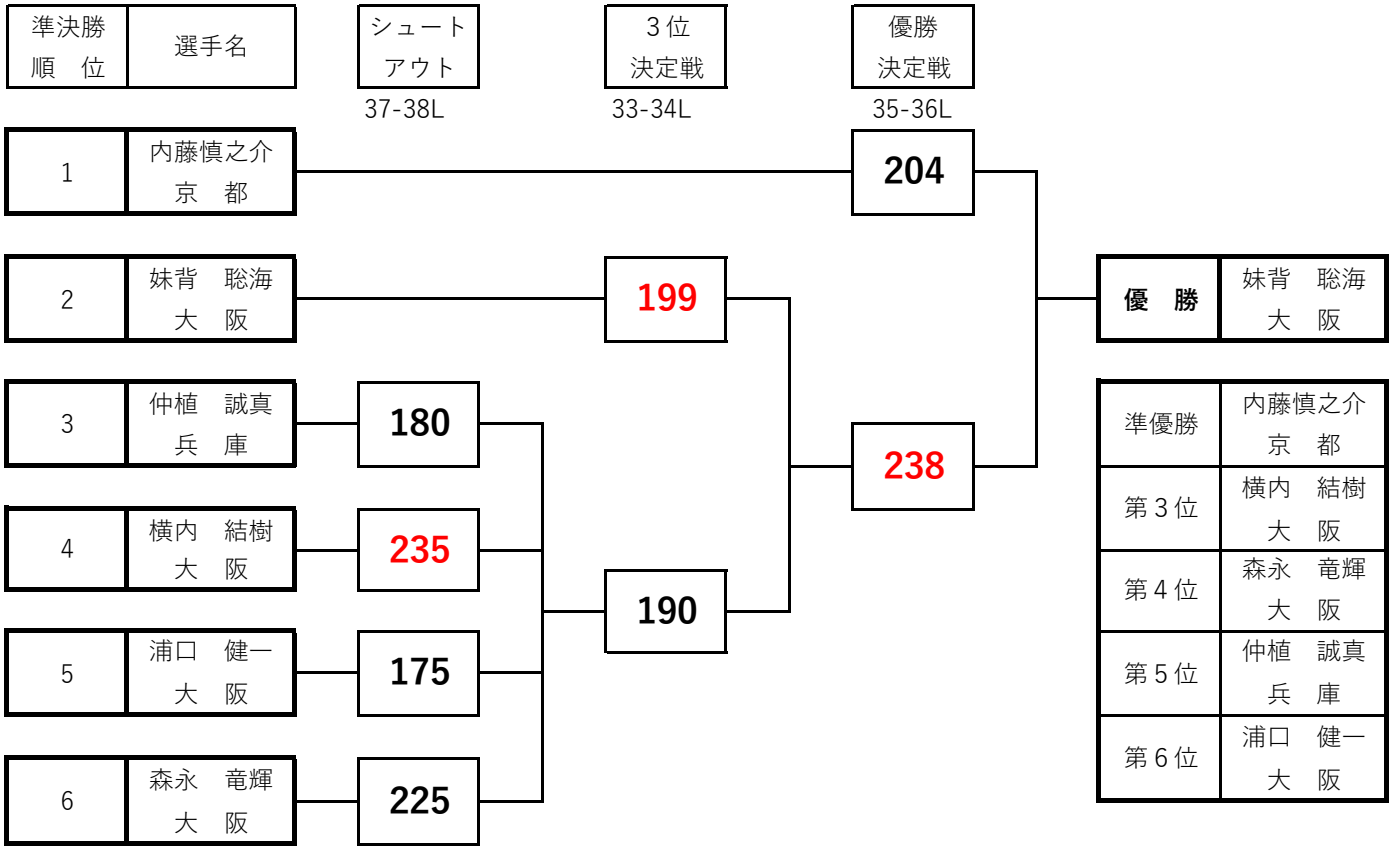 準決勝
順　位
選手名
シュート
アウト
３位
決定戦
優勝
決定戦
37-38L
33-34L
35-36L
1
内藤慎之介
京　都
204
2
妹背　聡海
大　阪
199
優　勝
妹背　聡海
大　阪
3
仲植　誠真
兵　庫
180
238
4
横内　結樹
大　阪
235
190
5
浦口　健一
大　阪
175
6
森永　竜輝
大　阪
225
準優勝
内藤慎之介
京　都
第３位
横内　結樹
大　阪
第４位
森永　竜輝
大　阪
第５位
仲植　誠真
兵　庫
第６位
浦口　健一
大　阪